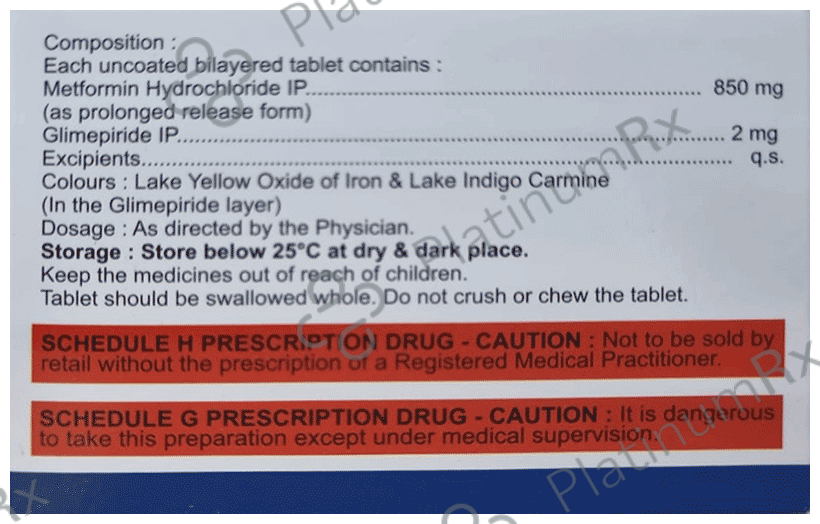 Composition :
Each uncoated bilayered tablet contains :
Metformin Hydrochloride IP.......................................................................... 850 mg
(as prolonged release form)
Glimepiride IP.................................................................................................. 2 mg
Excipients......................................................................................................... q.s.
Colours : Lake Yellow Oxide of Iron & Lake Indigo Carmine
(In the Glimepiride layer)
Dosage : As directed by the Physician.
Storage : Store below 25°C at dry & dark place.
Keep the medicines out of reach of children.
Tablet should be swallowed whole. Do not crush or chew the tablet.
SCHEDULE H PRESCRIPTION DRUG - CAUTION : Not to be sold by
retail without the prescription of a Registered Medical Practitioner.
SCHEDULE G PRESCRIPTION DRUG - CAUTION : It is dangerous
to take this preparation except under medical supervision.
PlatinumRx
PlatinumRx